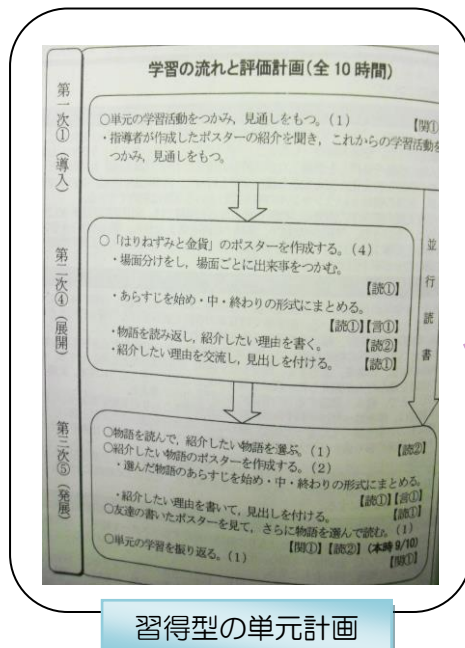 学習の流れと評価計画(全10時間)
第一次①(導入)
○単元の学習活動をつかみ,見通しをもつ。(1) 【関①
・指導者が作成したポスターの紹介を聞き,これからの学習活動を
つかみ,見通しをもつ。
並行読書
第二次④(展開)
○「はりねずみと金貨」のポスターを作成する。(4)
・場面分けをし,場面ごとに出来事をつかむ。
【読①】
・あらすじを始め・中・終わりの形式にまとめる。
【読①】【言①】
・物語を読み返し,紹介したい理由を書く。 【読②】
・紹介したい理由を交流し,見出しを付ける。 【読①】
第三次⑤(発展)
○物語を読んで,紹介したい物語を選ぶ。(1) 【読②】
○紹介したい物語のポスターを作成する。(2)
・選んだ物語のあらすじを始め・中・終わりの形式にまとめる。
【読①】【言①】
・紹介したい理由を書いて,見出しを付ける。 【読①】
○友達の書いたポスターを見て,さらに物語を選んで読む。(1)
【関①】【読②】(本時9/10)
○単元の学習を振り返る。(1) 【関①】
習得型の単元計画